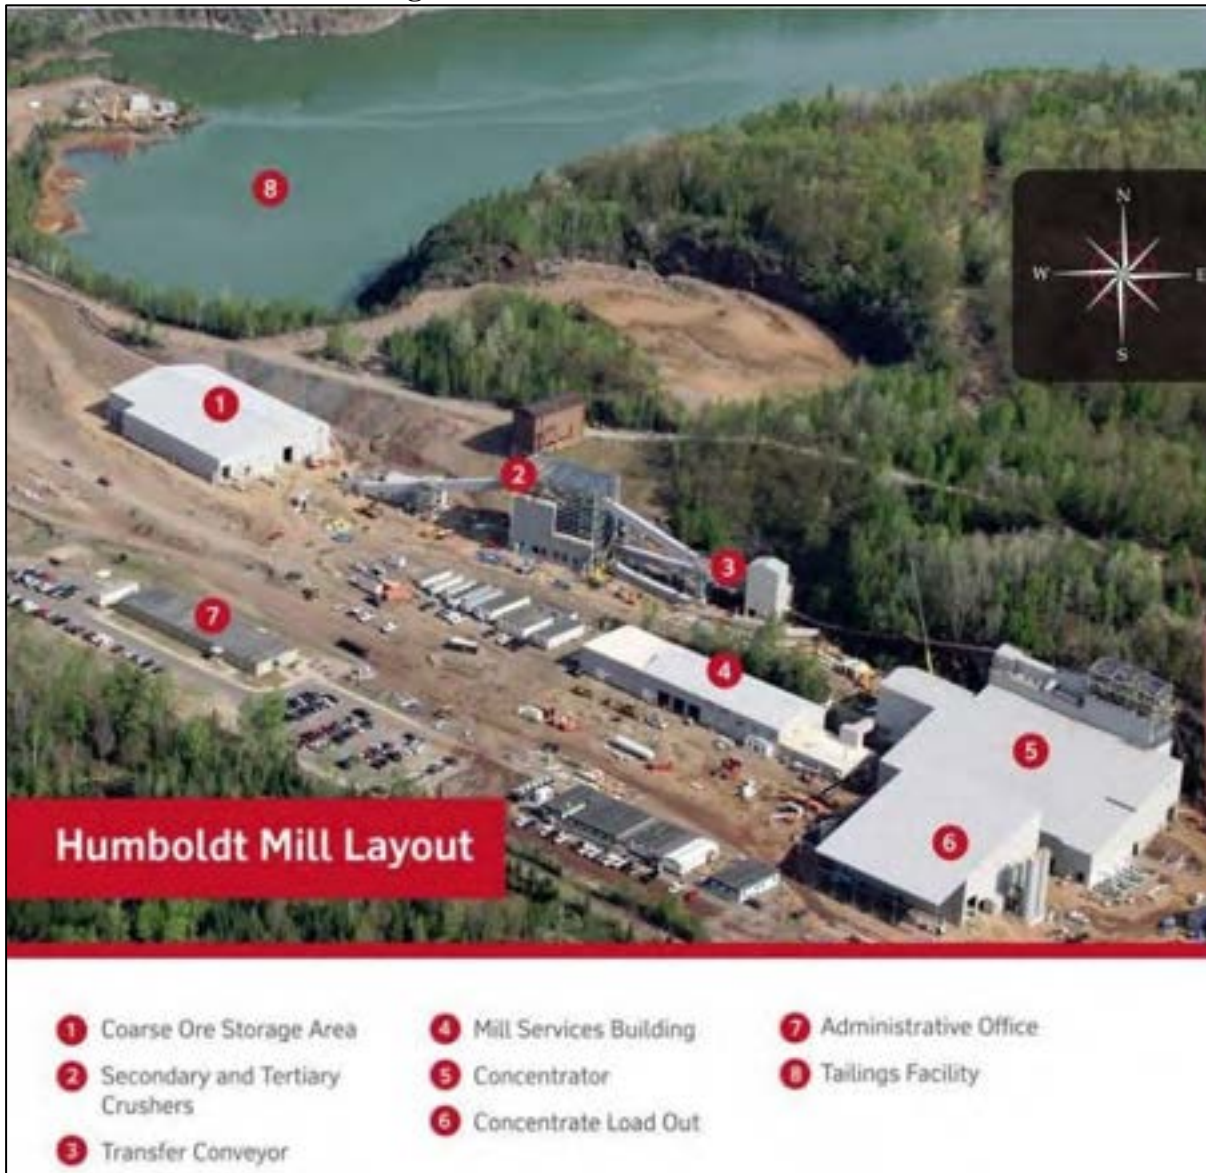 8
N
W
E
S
1
2
3
7
4
5
6
Humboldt Mill Layout
1 Coarse Ore Storage Area
2 Secondary and Tertiary
Crushers
3 Transfer Conveyor
4 Mill Services Building
5 Concentrator
6 Concentrate Load Out
7 Administrative Office
8 Tailings Facility